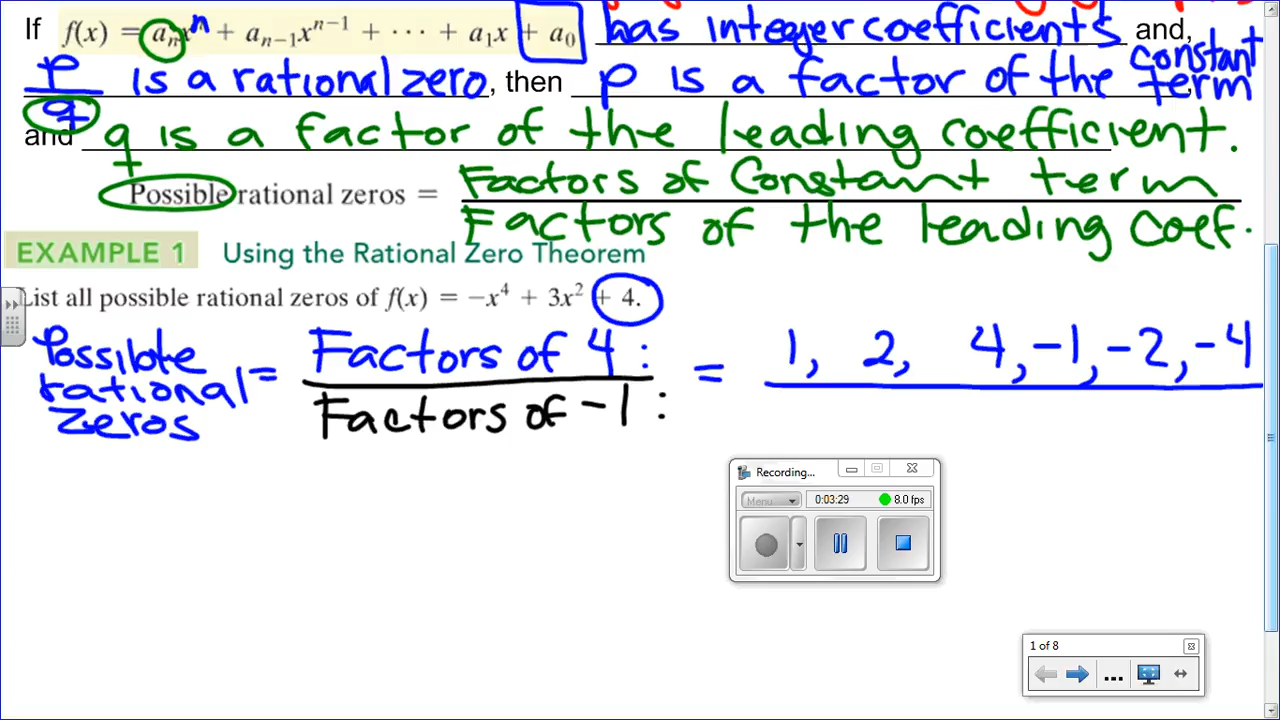 If f(x) = aₙxⁿ + aₙ₋₁xⁿ⁻¹ + ··· + a₁x + a₀ has integer coefficients and,
p/q is a rational zero, then p is a factor of the constant term,
and q is a factor of the leading coefficient.
Possible rational zeros = Factors of Constant term
Factors of the leading coef.
EXAMPLE 1 Using the Rational Zero Theorem
List all possible rational zeros of f(x) = −x⁴ + 3x² + 4.
Possible rational zeros = Factors of 4 : = 1, 2, 4, −1, −2, −4
Factors of −1 :
Recording...
Menu 0:03:29 8.0 fps
1 of 8
...